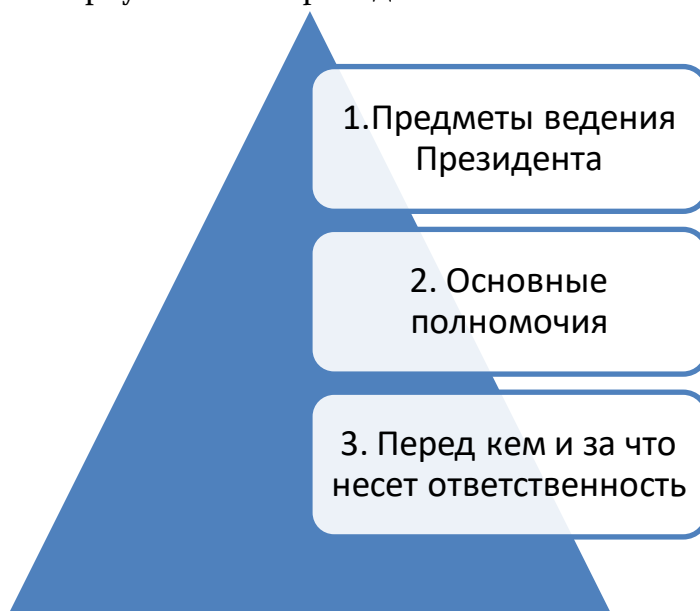 1.Предметы ведения
Президента
2. Основные
полномочия
3. Перед кем и за что
несет ответственность